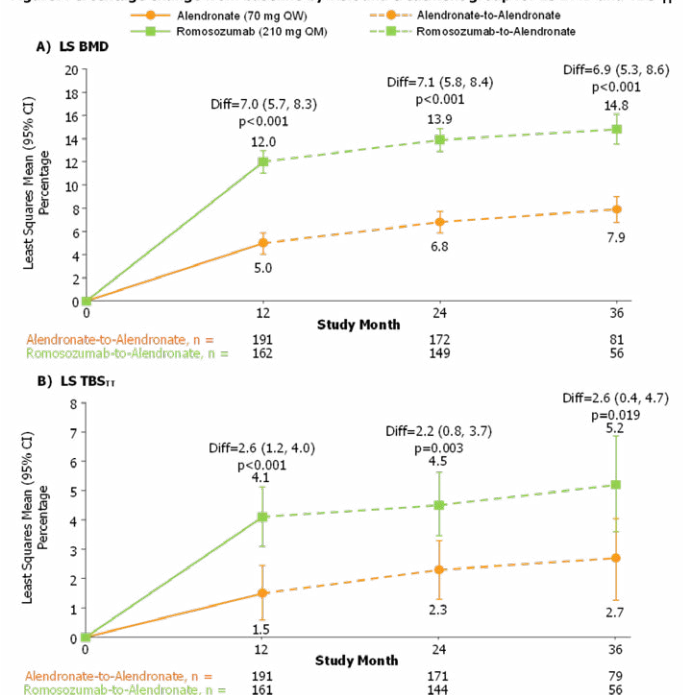 Alendronate (70 mg QW) Alendronate-to-Alendronate
Romosozumab (210 mg QM) Romosozumab-to-Alendronate
A) LS BMD
Least Squares Mean (95% CI)
Percentage
20
18
16
14
12
10
8
6
4
2
0
Diff=7.0 (5.7, 8.3)
p<0.001
12.0
Diff=7.1 (5.8, 8.4)
p<0.001
13.9
Diff=6.9 (5.3, 8.6)
p<0.001
14.8
5.0
6.8
7.9
0 12 24 36
Study Month
Alendronate-to-Alendronate, n = 191 172 81
Romosozumab-to-Alendronate, n = 162 149 56
B) LS TBSTT
Least Squares Mean (95% CI)
Percentage
8
7
6
5
4
3
2
1
0
Diff=2.6 (1.2, 4.0)
p<0.001
4.1
Diff=2.2 (0.8, 3.7)
p=0.003
4.5
Diff=2.6 (0.4, 4.7)
p=0.019
5.2
1.5
2.3
2.7
0 12 24 36
Study Month
Alendronate-to-Alendronate, n = 191 171 79
Romosozumab-to-Alendronate, n = 161 144 56